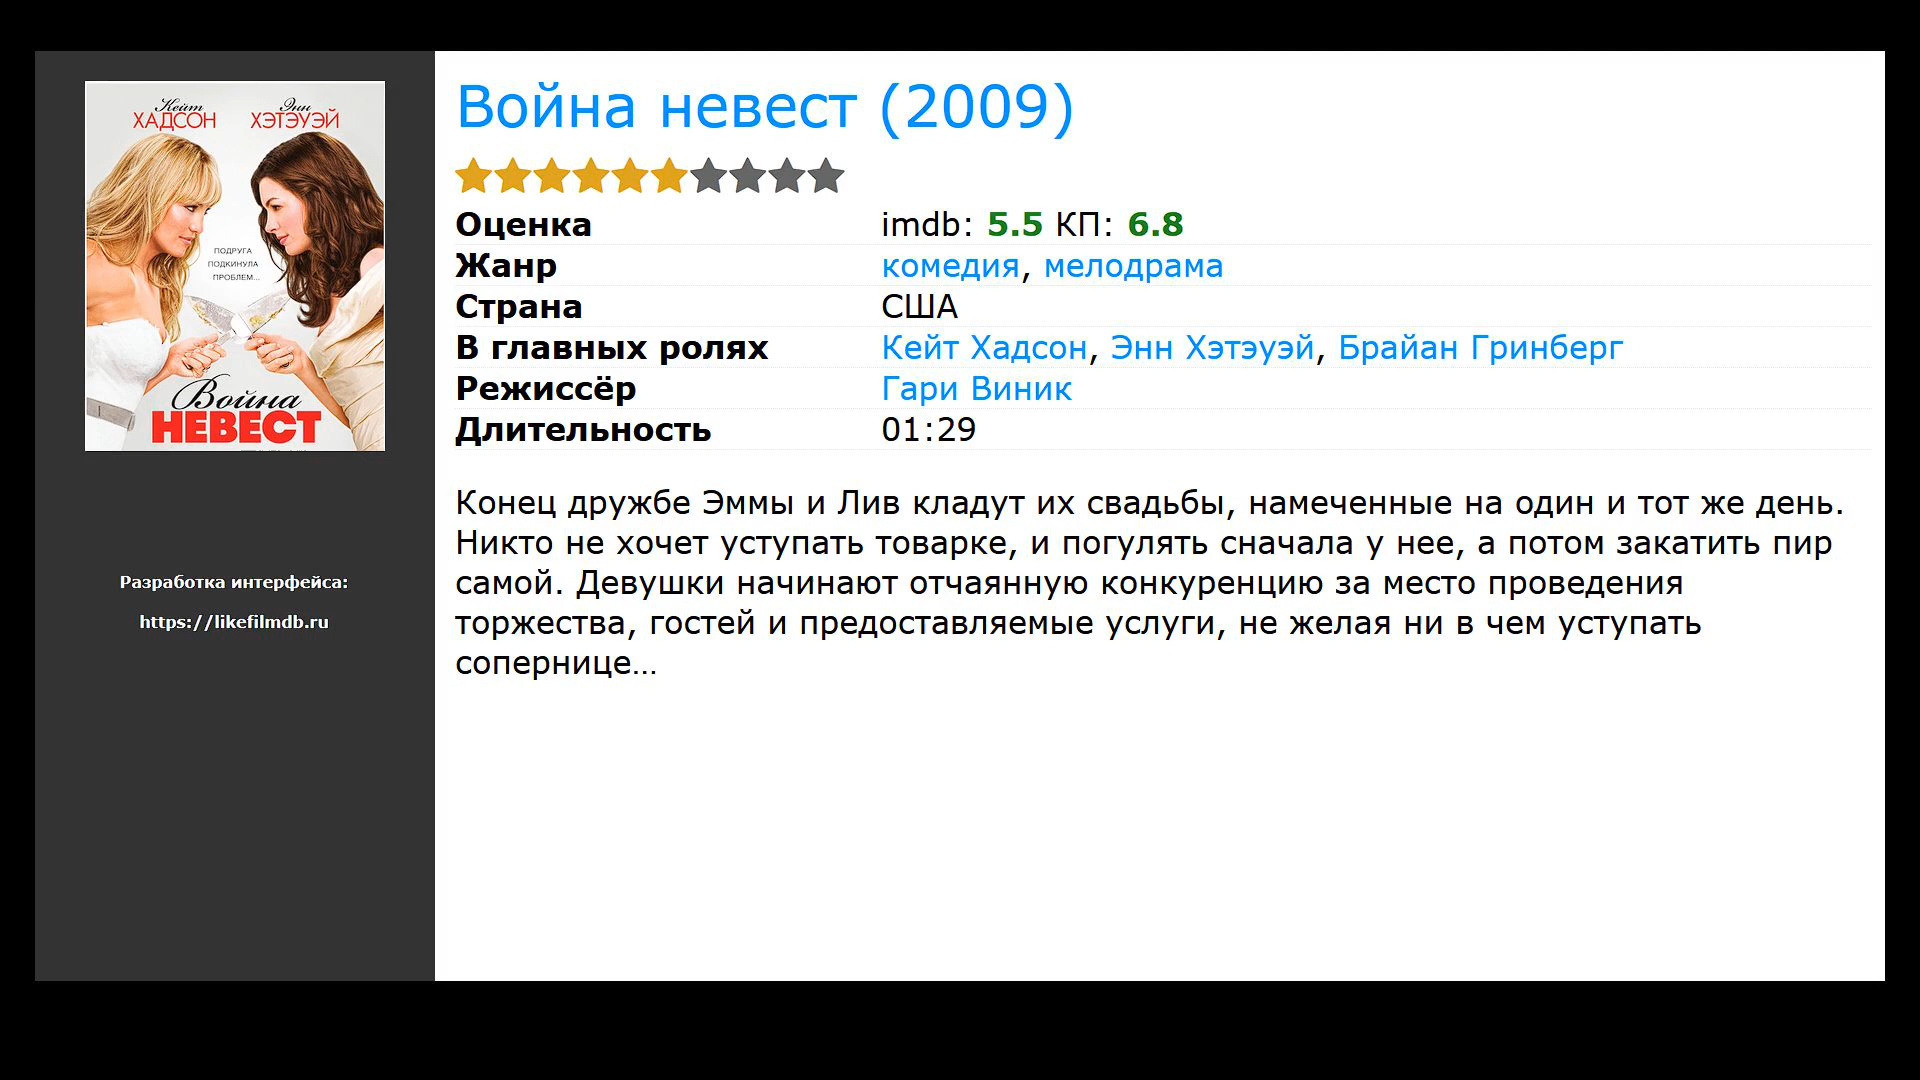 Кейт
ХАДСОН
Энн
ХЭТЭУЭЙ
ПОДРУГА
ПОДКИНУЛА
ПРОБЛЕМ...
Война
НЕВЕСТ
Разработка интерфейса:
https://likefilmdb.ru
Война невест (2009)
Оценка imdb: 5.5 КП: 6.8
Жанр комедия, мелодрама
Страна США
В главных ролях Кейт Хадсон, Энн Хэтэуэй, Брайан Гринберг
Режиссёр Гари Виник
Длительность 01:29
Конец дружбе Эммы и Лив кладут их свадьбы, намеченные на один и тот же день.
Никто не хочет уступать товарке, и погулять сначала у нее, а потом закатить пир
самой. Девушки начинают отчаянную конкуренцию за место проведения
торжества, гостей и предоставляемые услуги, не желая ни в чем уступать
сопернице…